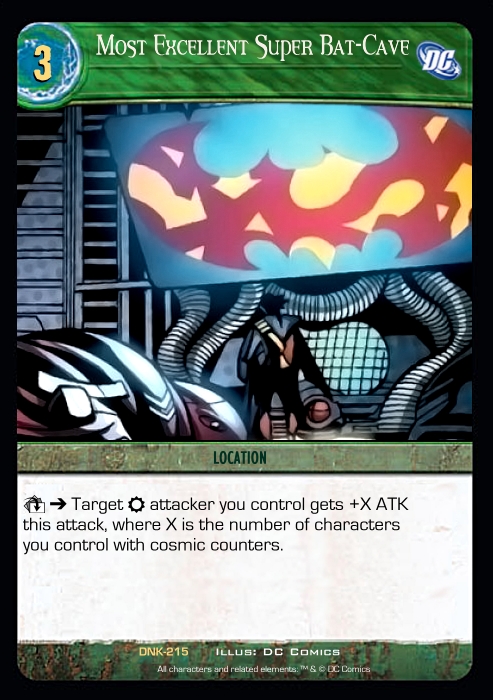 3
Most Excellent Super Bat-Cave
DC
LOCATION
➔ Target attacker you control gets +X ATK
this attack, where X is the number of characters
you control with cosmic counters.
DNK-215 Illus: DC Comics
All characters and related elements: ™ & © DC Comics